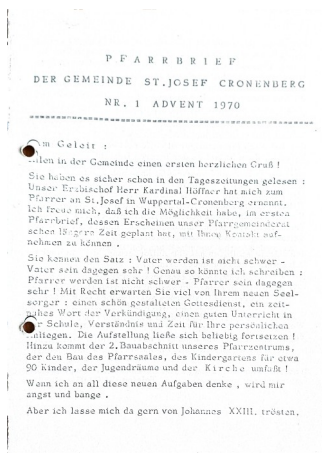 PFARRBRIEF
DER GEMEINDE ST.JOSEF CRONENBERG
NR. 1 ADVENT 1970
Zum Geleit :
Allen in der Gemeinde einen ersten herzlichen Gruß !
Sie haben es sicher schon in den Tageszeitungen gelesen :
Unser Erzbischof Herr Kardinal Höffner hat mich zum
Pfarrer an St.Josef in Wuppertal-Cronenberg ernannt.
Ich freue mich, daß ich die Möglichkeit habe, im ersten
Pfarrbrief, dessen Erscheinen unser Pfarrgemeinderat
schon längere Zeit geplant hat, mit Ihnen Kontakt auf-
nehmen zu können .
Sie kennen den Satz : Vater werden ist nicht schwer -
Vater sein dagegen sehr ! Genau so könnte ich schreiben :
Pfarrer werden ist nicht schwer - Pfarrer sein dagegen
sehr ! Mit Recht erwarten Sie viel von Ihrem neuen Seel-
sorger : einen schön gestalteten Gottesdienst, ein zeit-
nahes Wort der Verkündigung, einen guten Unterricht in
der Schule, Verständnis und Zeit für Ihre persönlichen
Anliegen. Die Aufstellung ließe sich beliebig fortsetzen !
Hinzu kommt der 2.Bauabschnitt unseres Pfarrzentrums,
der den Bau des Pfarrsaales, des Kindergartens für etwa
90 Kinder, der Jugendräume und der Kirche umfaßt !
Wenn ich an all diese neuen Aufgaben denke , wird mir
angst und bange .
Aber ich lasse mich da gern von Johannes XXIII. trösten.